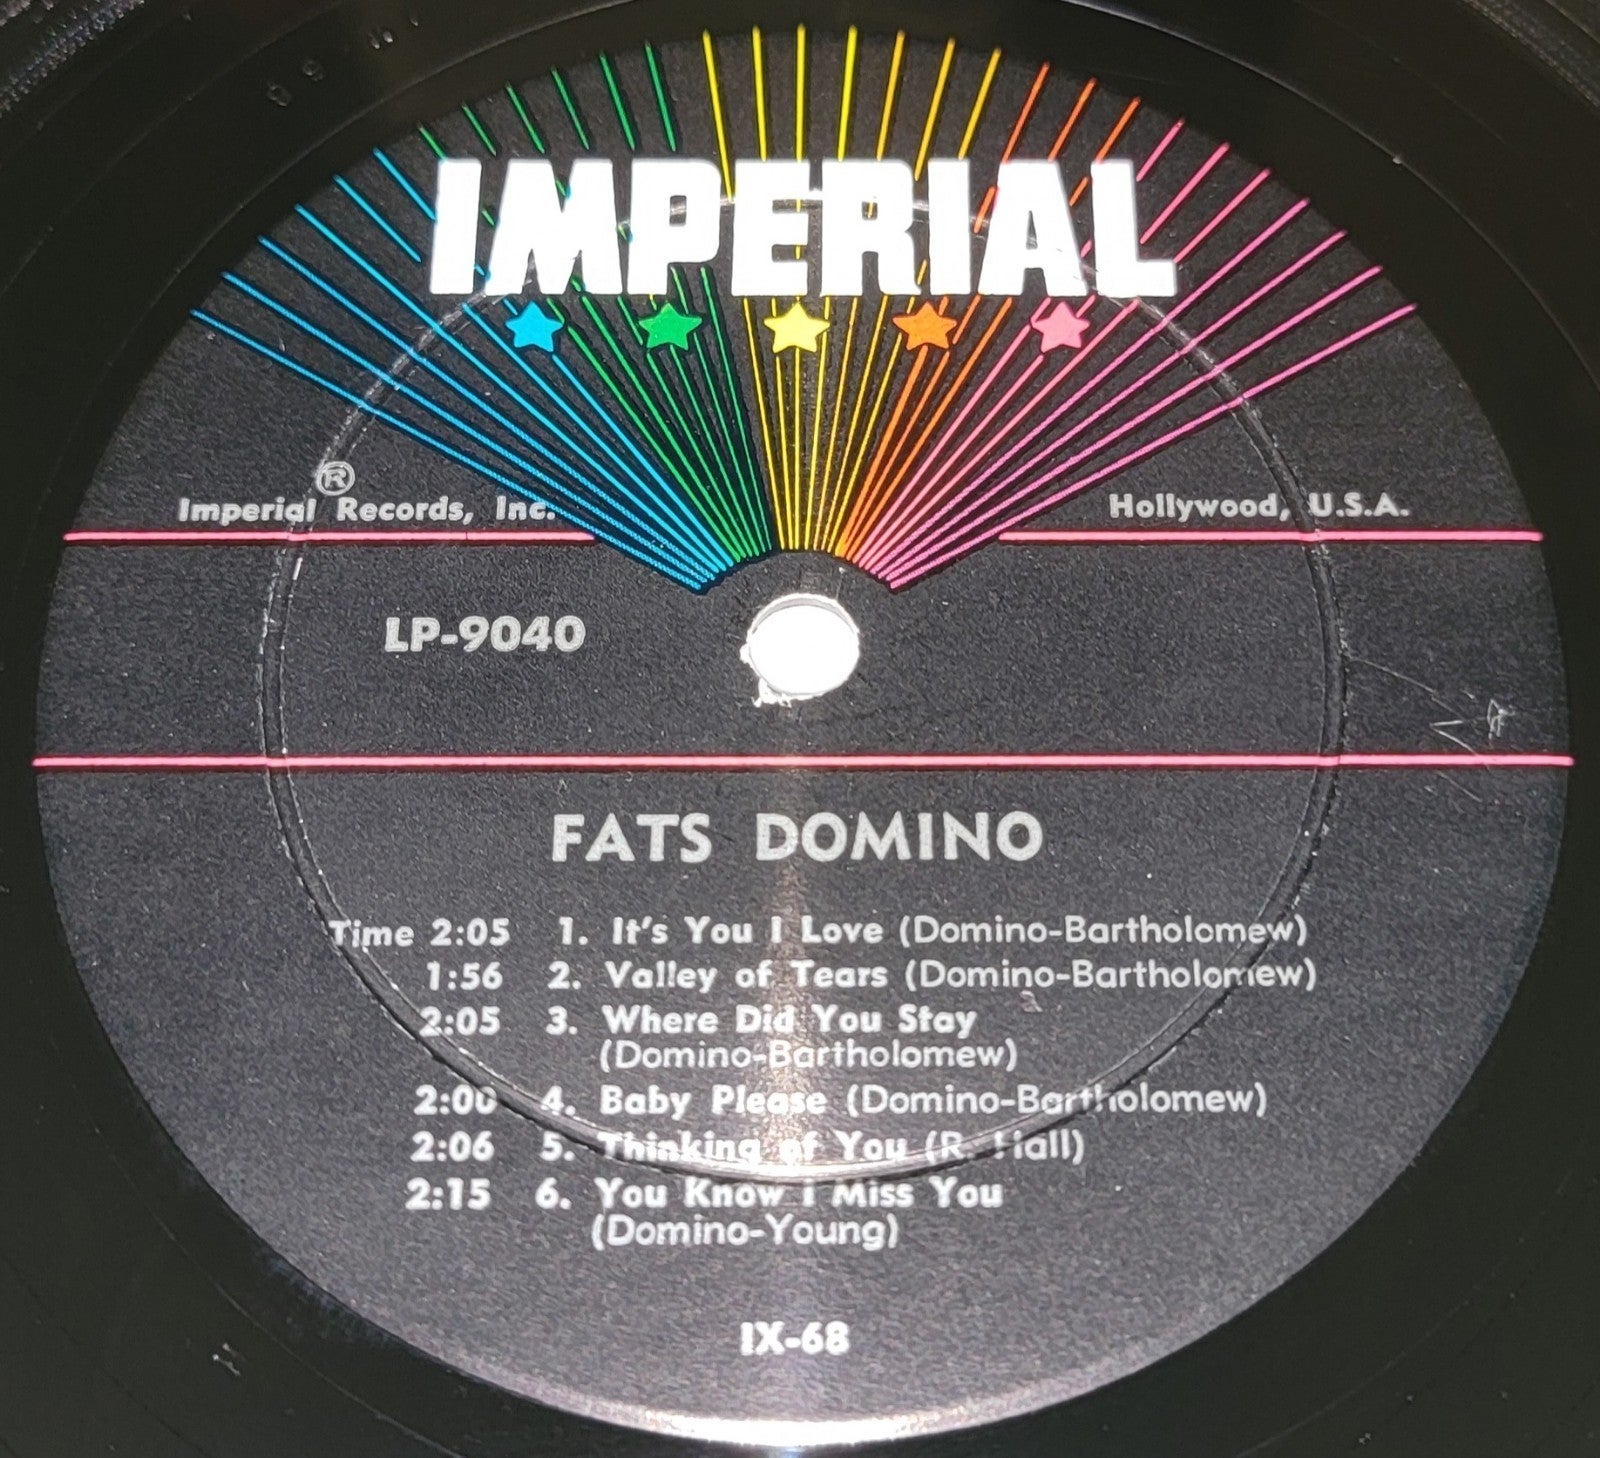 IMPERIAL
®
Imperial Records, Inc.
Hollywood, U.S.A.
LP-9040
FATS DOMINO
Time 2:05 1. It's You I Love (Domino-Bartholomew)
1:56 2. Valley of Tears (Domino-Bartholomew)
2:05 3. Where Did You Stay
(Domino-Bartholomew)
2:00 4. Baby Please (Domino-Bartholomew)
2:06 5. Thinking of You (R. Hall)
2:15 6. You Know I Miss You
(Domino-Young)
IX-68